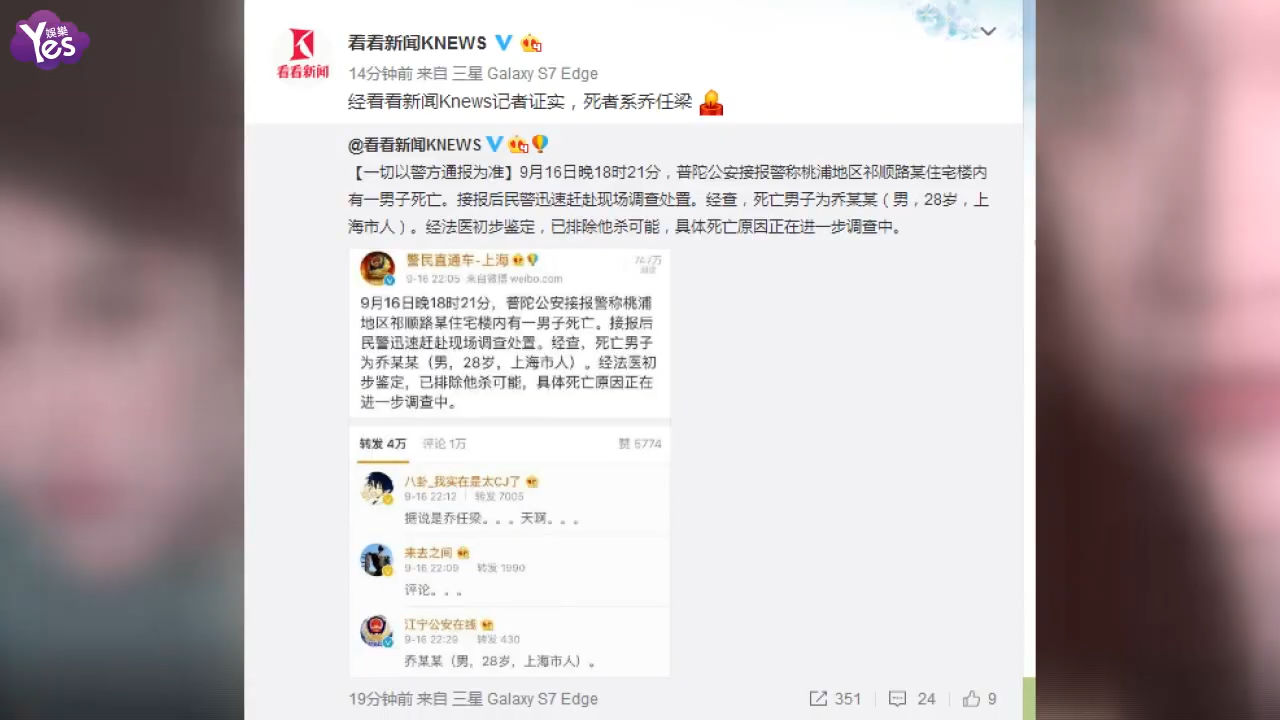 娛樂
Yes
看看新闻
看看新闻KNEWS
14分钟前 来自 三星 Galaxy S7 Edge
经看看新闻Knews记者证实，死者系乔任梁
@看看新闻KNEWS
【一切以警方通报为准】9月16日晚18时21分，普陀公安接报警称桃浦地区祁顺路某住宅楼内
有一男子死亡。接报后民警迅速赶赴现场调查处置。经查，死亡男子为乔某某（男，28岁，上
海市人）。经法医初步鉴定，已排除他杀可能，具体死亡原因正在进一步调查中。
警民直通车-上海
9-16 22:05 来自微博 weibo.com
9月16日晚18时21分，普陀公安接报警称桃浦
地区祁顺路某住宅楼内有一男子死亡。接报后
民警迅速赶赴现场调查处置。经查，死亡男子
为乔某某（男，28岁，上海市人）。经法医初
步鉴定，已排除他杀可能，具体死亡原因正在
进一步调查中。
转发 4万 评论 1万 赞 5774
八卦_我实在是太CJ了
9-16 22:12 转发 7005
据说是乔任梁。。。天啊。。。
来去之间
9-16 22:09 转发 1990
评论。。。
江宁公安在线
9-16 22:29 转发 430
乔某某（男，28岁，上海市人）。
19分钟前 来自 三星 Galaxy S7 Edge 351 24 9